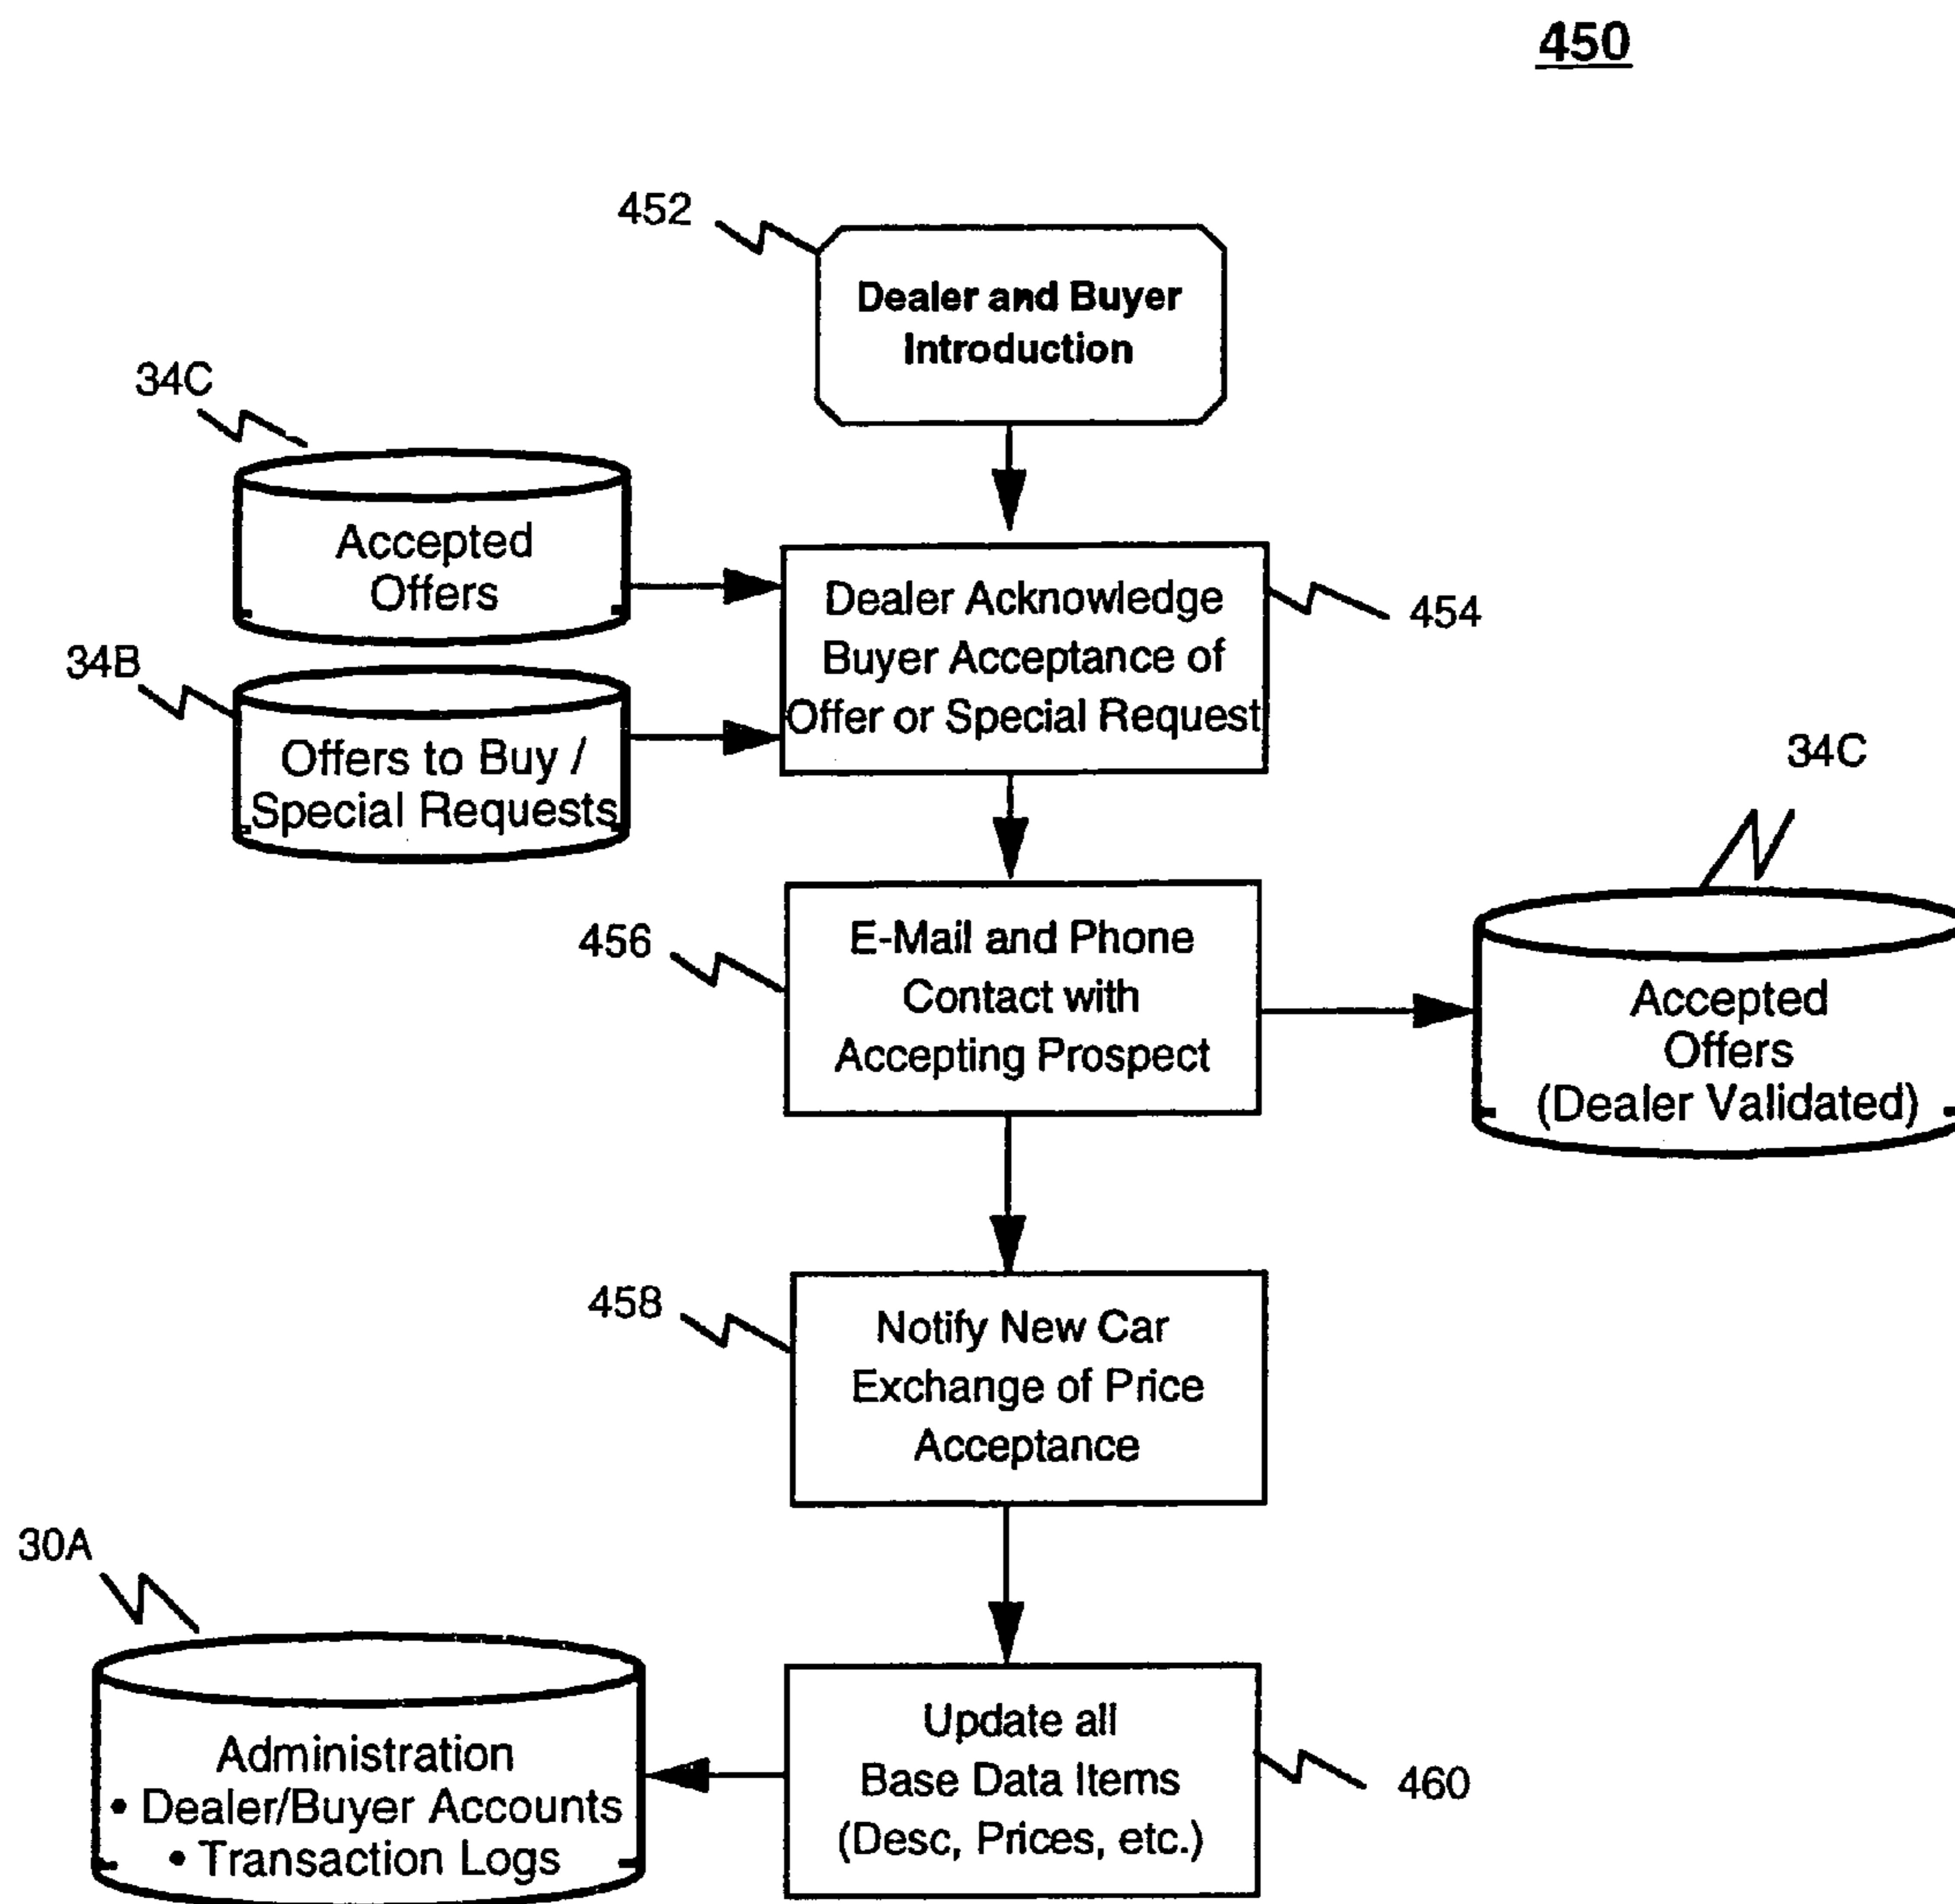 450
452
Dealer and Buyer
Introduction
34C
Accepted
Offers
34B
Offers to Buy /
Special Requests
Dealer Acknowledge
Buyer Acceptance of
Offer or Special Request
454
34C
456
E-Mail and Phone
Contact with
Accepting Prospect
Accepted
Offers
(Dealer Validated)
458
Notify New Car
Exchange of Price
Acceptance
30A
Administration
• Dealer/Buyer Accounts
• Transaction Logs
Update all
Base Data Items
(Desc, Prices, etc.)
460